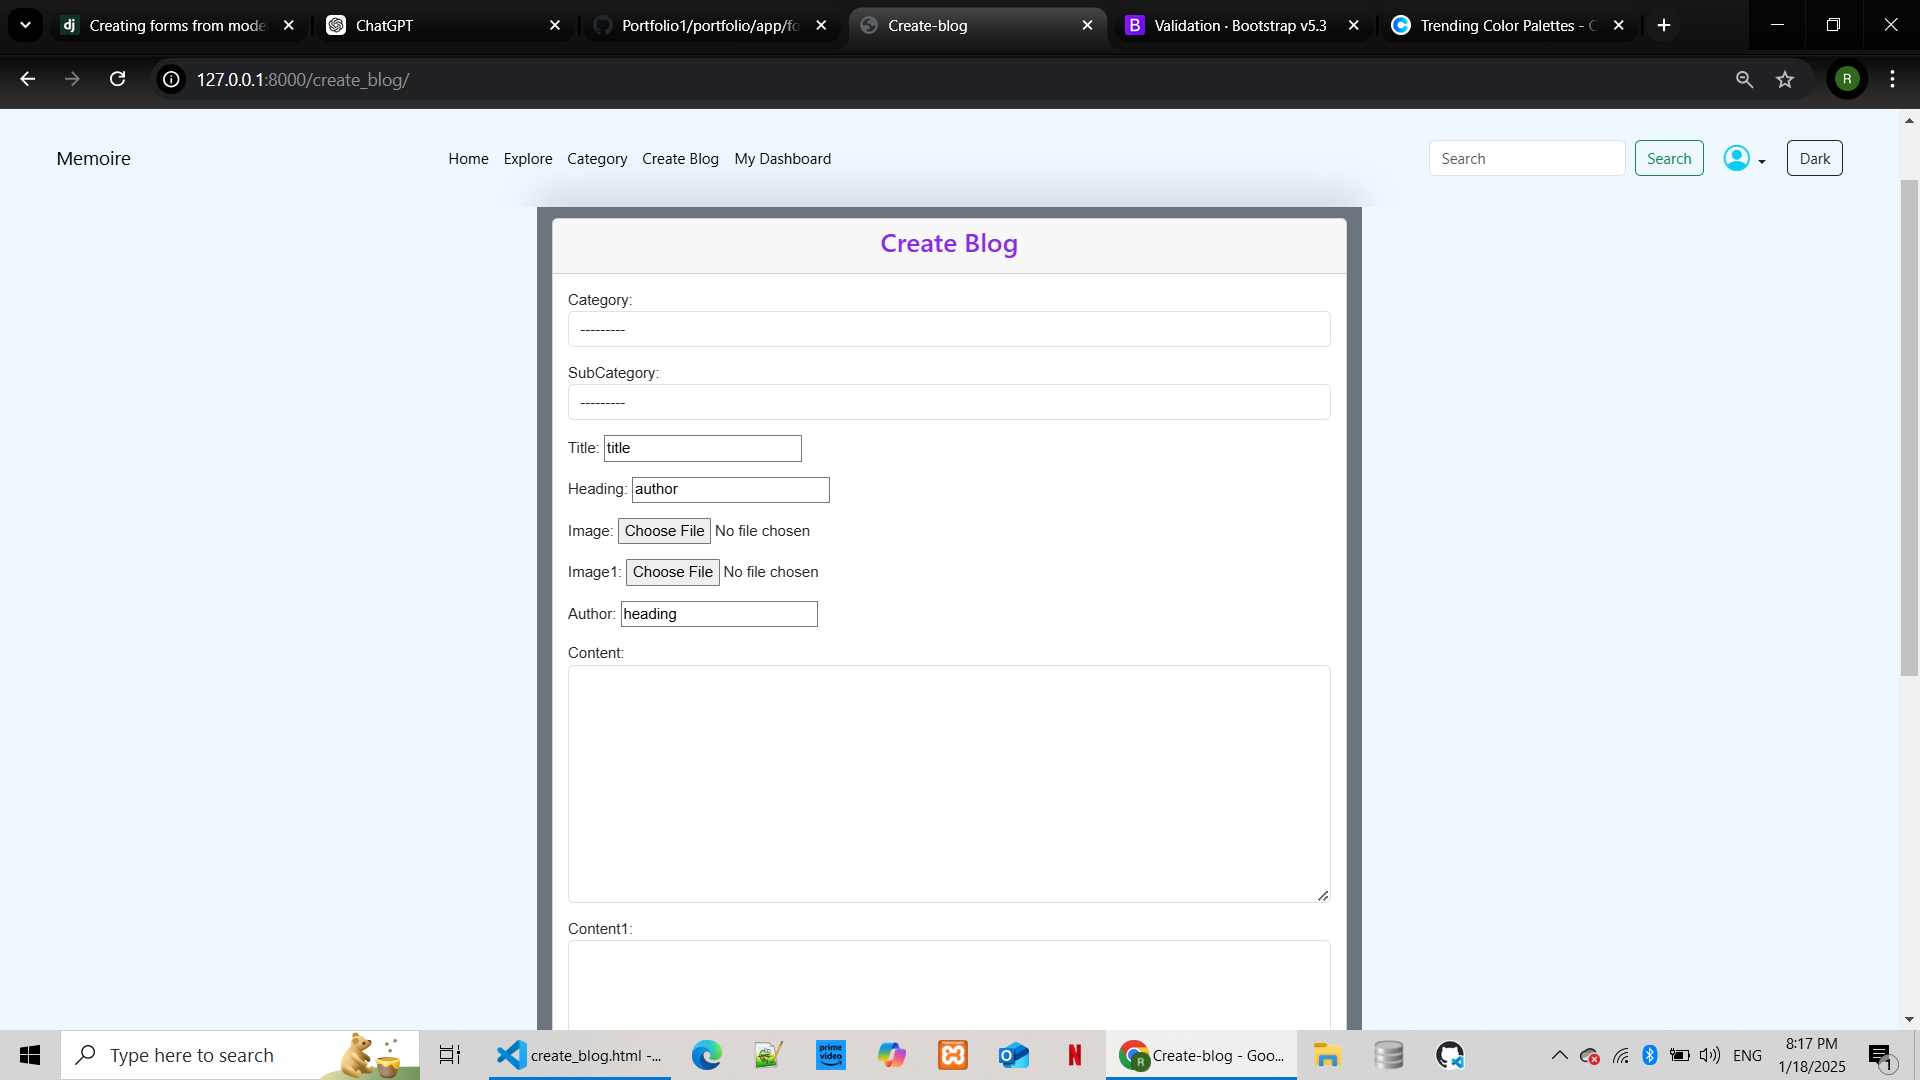 Creating forms from mode
ChatGPT
Portfolio1/portfolio/app/fo
Create-blog
Validation · Bootstrap v5.3
Trending Color Palettes - C
127.0.0.1:8000/create_blog/
R
Memoire
Home Explore Category Create Blog My Dashboard
Search
Search
Dark
Create Blog
Category:
---------
SubCategory:
---------
Title: title
Heading: author
Image: Choose File No file chosen
Image1: Choose File No file chosen
Author: heading
Content:
Content1:
Type here to search
create_blog.html -...
prime video
Create-blog - Goo...
ENG
8:17 PM
1/18/2025
1